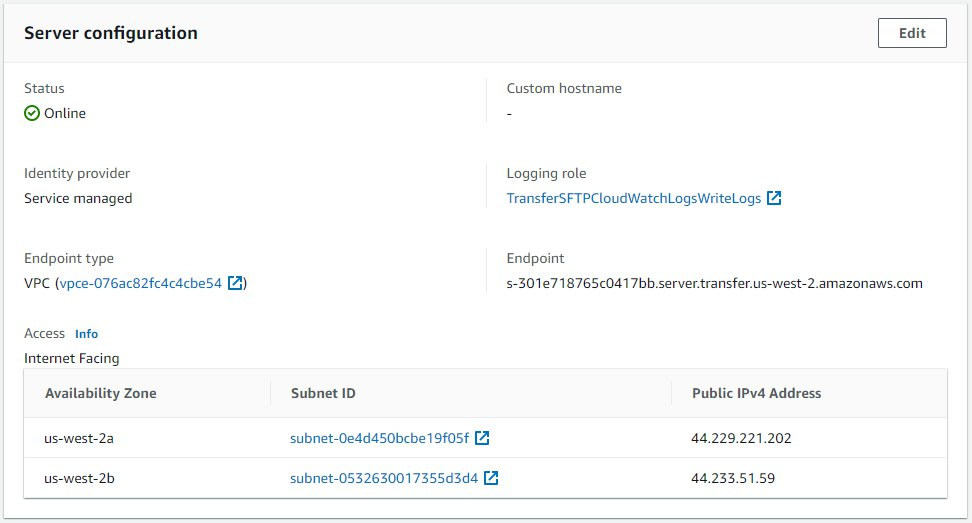 Server configuration
Edit
Status
Online
Custom hostname
-
Identity provider
Service managed
Logging role
TransferSFTPCloudWatchLogsWriteLogs
Endpoint type
VPC (vpce-076ac82fc4c4cbe54)
Endpoint
s-301e718765c0417bb.server.transfer.us-west-2.amazonaws.com
Access Info
Internet Facing
Availability Zone Subnet ID Public IPv4 Address
us-west-2a subnet-0e4d450bcbe19f05f 44.229.221.202
us-west-2b subnet-0532630017355d3d4 44.233.51.59